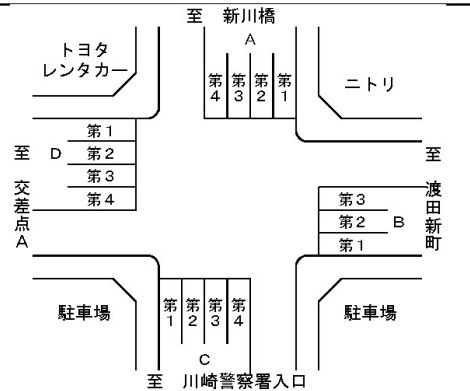 至 新川橋
トヨタ
レンタカー
A
第4
第3
第2
第1
ニトリ
至 交差点A
D
第1
第2
第3
第4
至 渡田新町
第3
第2
第1
B
駐車場
第1
第2
第3
第4
C
駐車場
至 川崎警察署入口